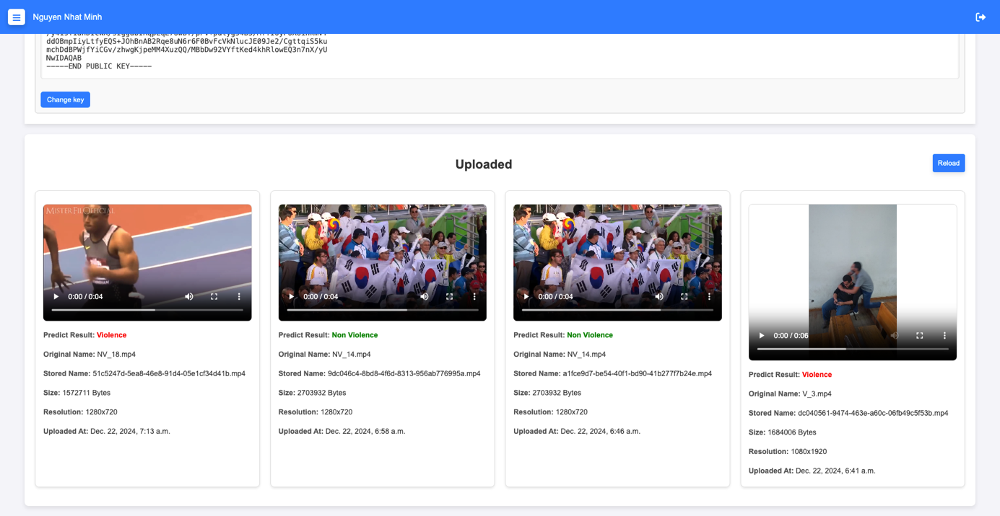 Nguyen Nhat Minh
ddOBmpIiyLtfyEQS+JOhBnAB2Rqe8uN6r6F0BvFcVkNlucJE09Je2/CgttqiS5ku
mchDdBPWjfYiCGv/zhwgKjpeMM4XuzQQ/MBbDw92VYftKed4khRlowEQ3n7nX/yU
NwIDAQAB
-----END PUBLIC KEY-----
Change key
Uploaded
Reload
MisterFilOfficial
0:00 / 0:04
Predict Result: Violence
Original Name: NV_18.mp4
Stored Name: 51c5247d-5ea8-46e8-91d4-05e1cf34d41b.mp4
Size: 1572711 Bytes
Resolution: 1280x720
Uploaded At: Dec. 22, 2024, 7:13 a.m.
0:00 / 0:04
Predict Result: Non Violence
Original Name: NV_14.mp4
Stored Name: 9dc046c4-8bd8-4f6d-8313-956ab776995a.mp4
Size: 2703932 Bytes
Resolution: 1280x720
Uploaded At: Dec. 22, 2024, 6:58 a.m.
0:00 / 0:04
Predict Result: Non Violence
Original Name: NV_14.mp4
Stored Name: a1fce9d7-be54-40f1-bd90-41b277f7b24e.mp4
Size: 2703932 Bytes
Resolution: 1280x720
Uploaded At: Dec. 22, 2024, 6:46 a.m.
0:00 / 0:06
Predict Result: Violence
Original Name: V_3.mp4
Stored Name: dc040561-9474-463e-a60c-06fb49c5f53b.mp4
Size: 1684006 Bytes
Resolution: 1080x1920
Uploaded At: Dec. 22, 2024, 6:41 a.m.